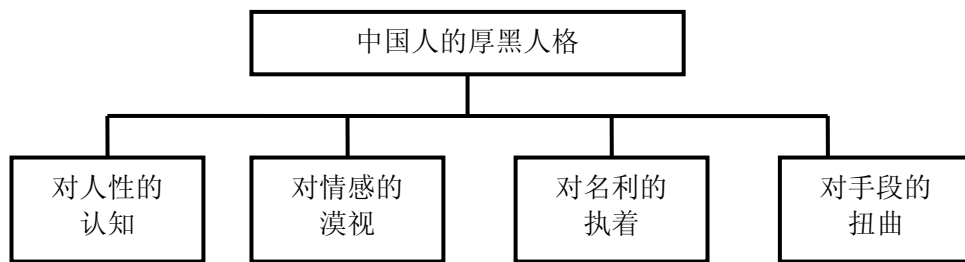 中国人的厚黑人格
对人性的
认知
对情感的
漠视
对名利的
执着
对手段的
扭曲